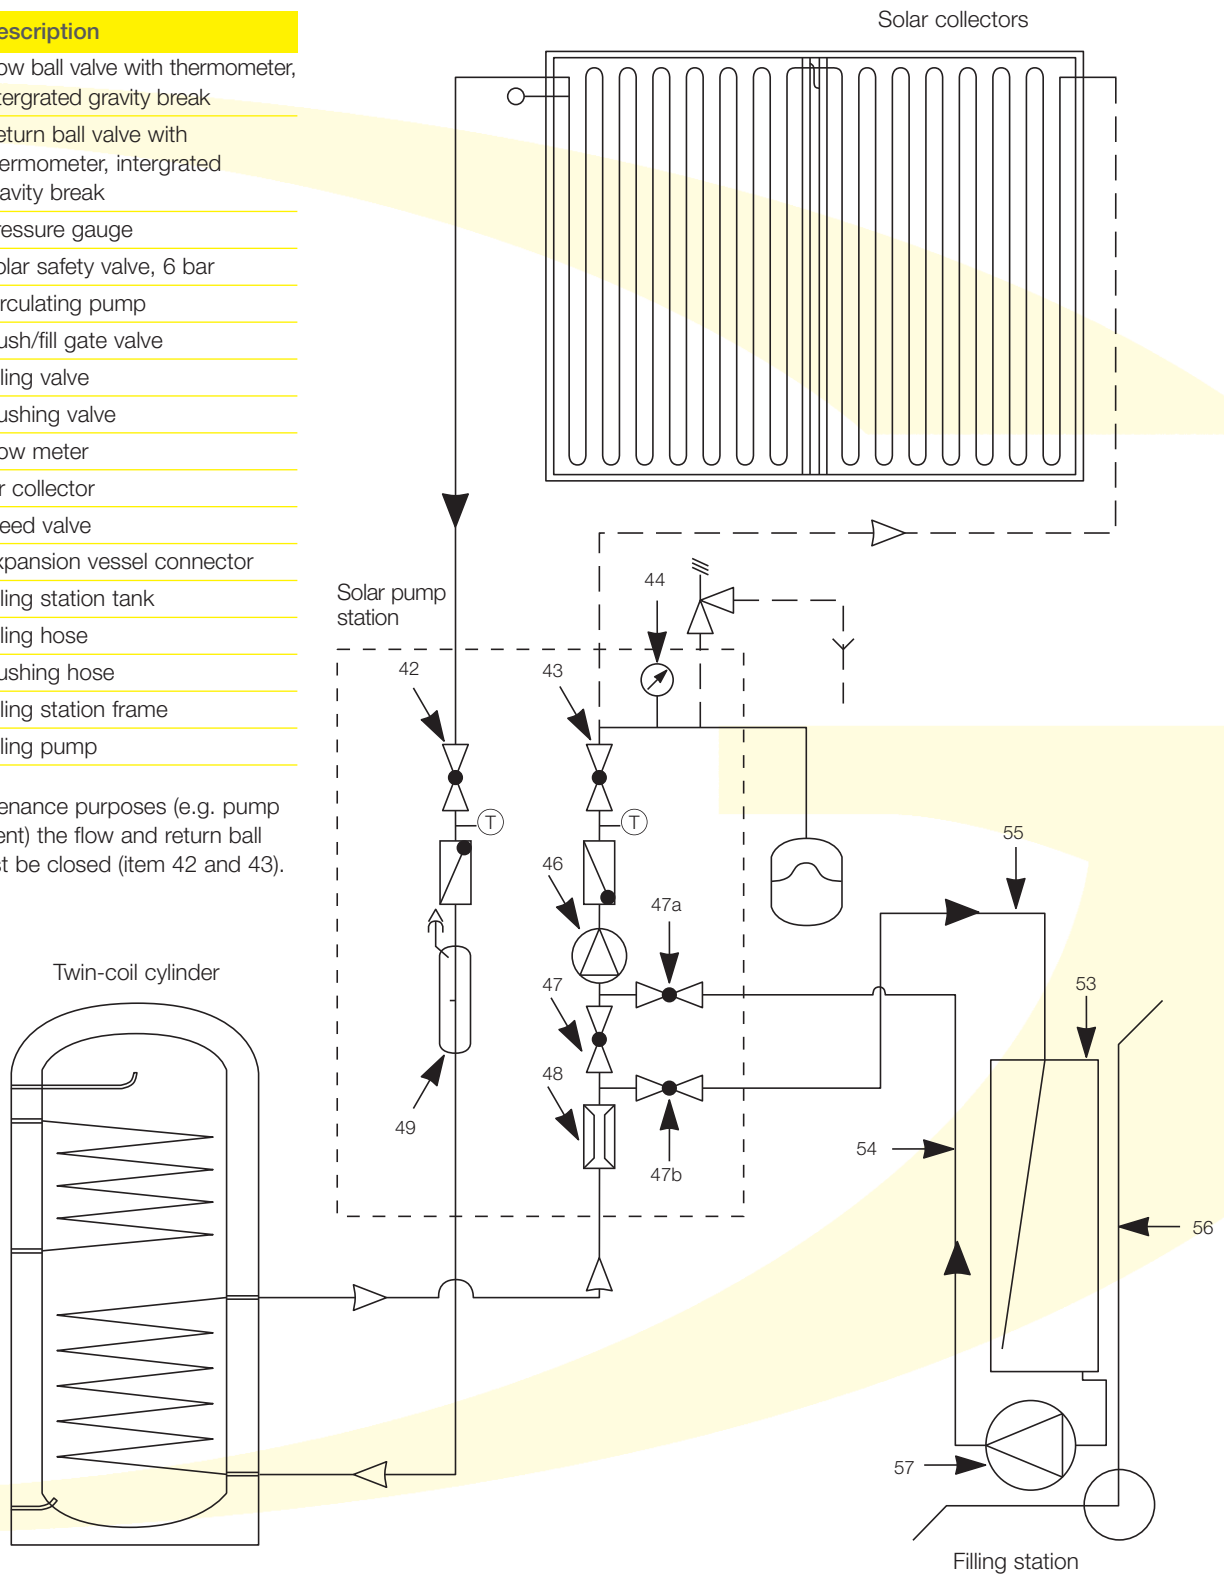 escription
ow ball valve with thermometer,
tergrated gravity break
eturn ball valve with
ermometer, intergrated
avity break
ressure gauge
olar safety valve, 6 bar
rculating pump
ush/fill gate valve
ling valve
ushing valve
ow meter
r collector
eed valve
xpansion vessel connector
ling station tank
ling hose
ushing hose
ling station frame
ling pump
enance purposes (e.g. pump
ent) the flow and return ball
st be closed (item 42 and 43).
Solar collectors
Solar pump
station
44
42
43
T
T
46
47a
55
47
53
48
49
47b
54
56
57
Twin-coil cylinder
Filling station